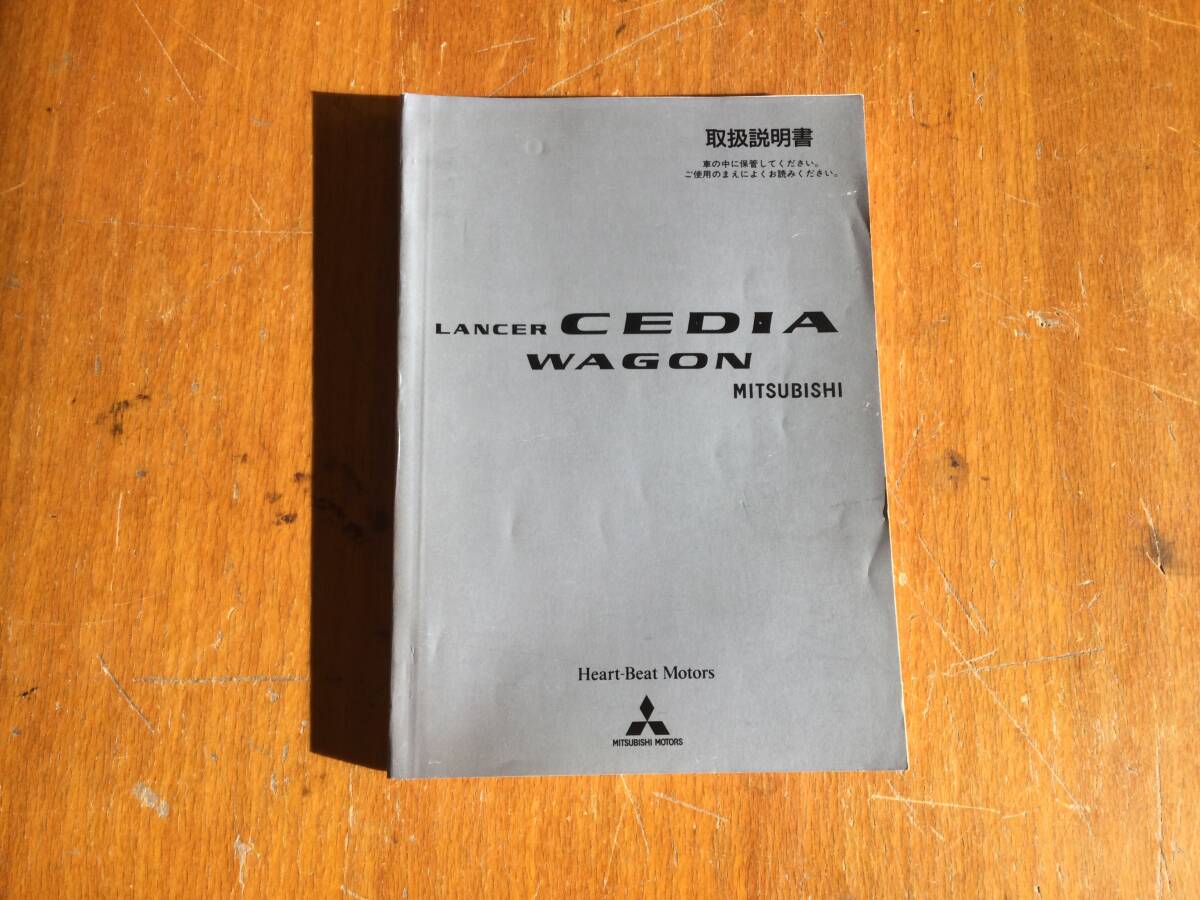 取扱説明書
車の中に保管してください。
ご使用のまえによくお読みください。
LANCER CEDIA
WAGON
MITSUBISHI
Heart-Beat Motors
MITSUBISHI MOTORS